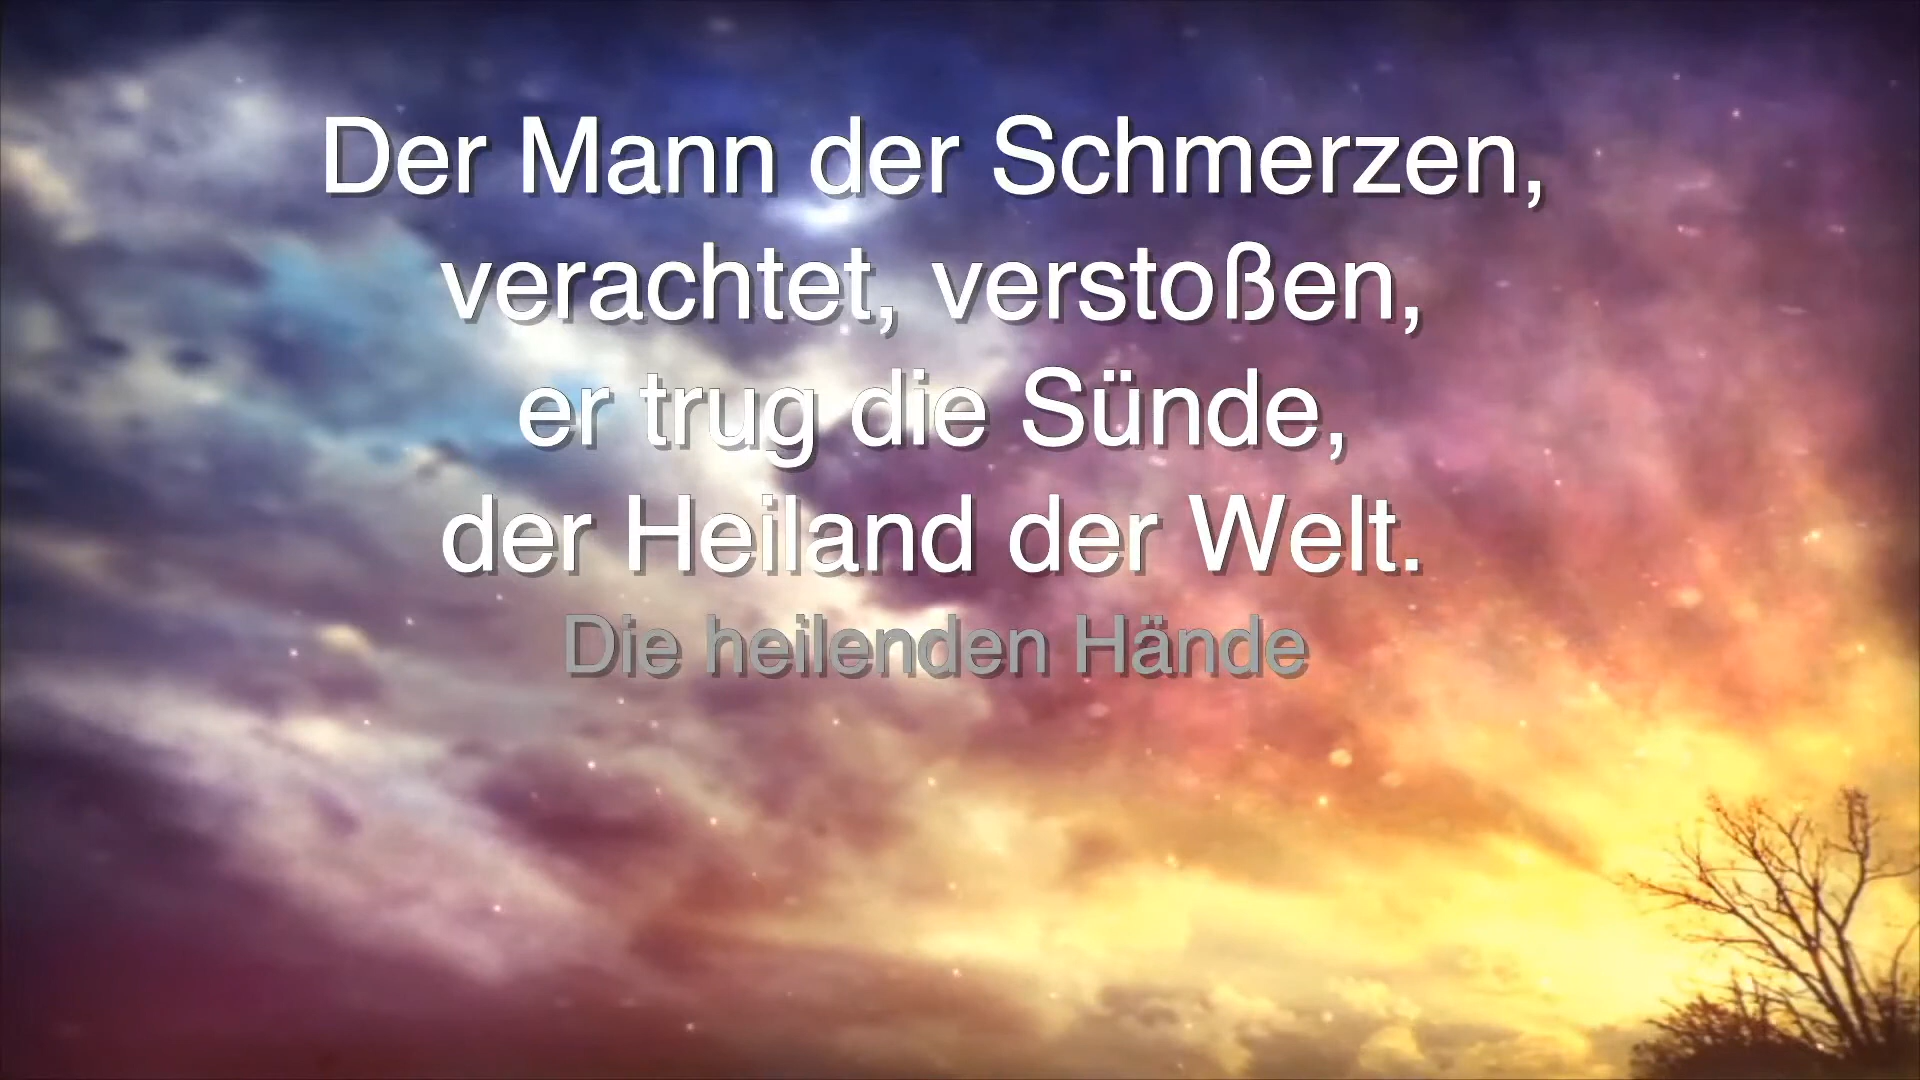 Der Mann der Schmerzen,
verachtet, verstoßen,
er trug die Sünde,
der Heiland der Welt.
Die heilenden Hände